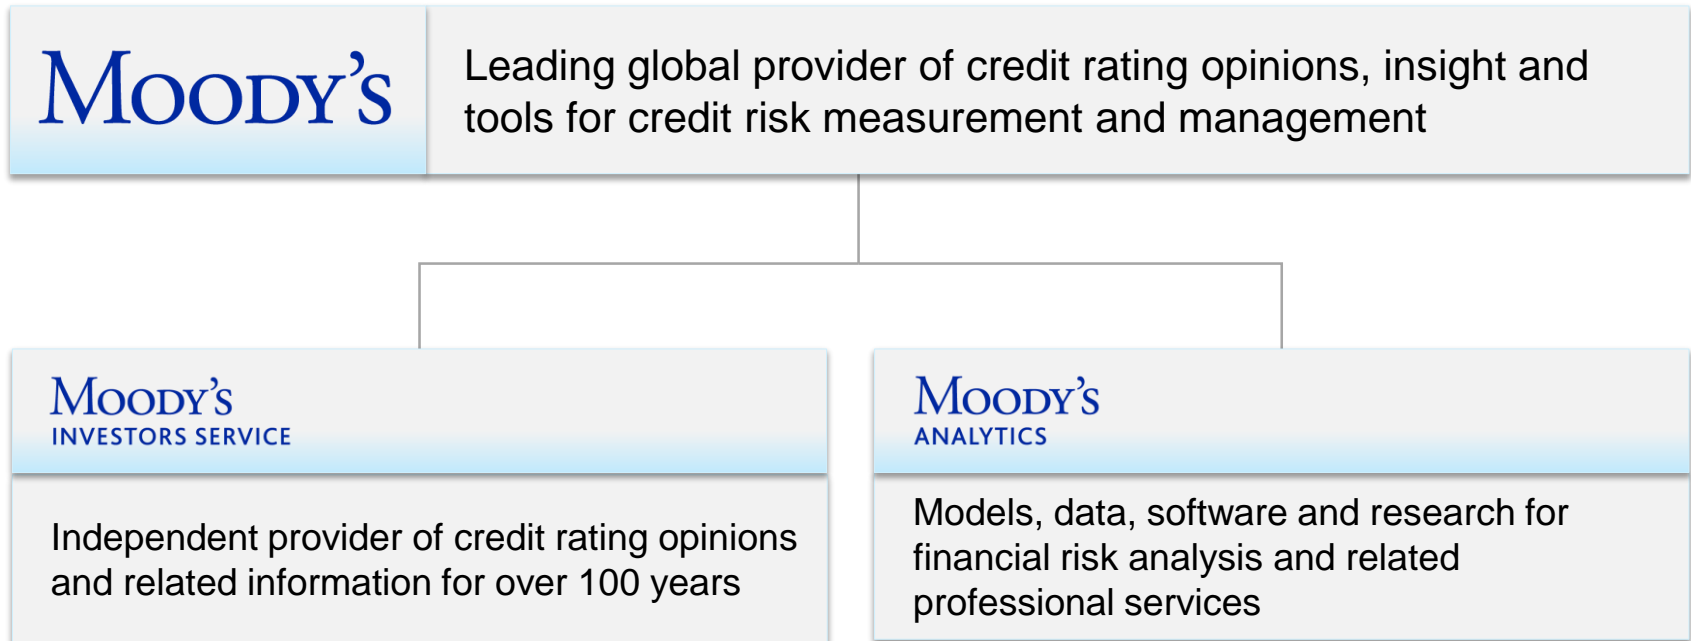 MOODY'S
Leading global provider of credit rating opinions, insight and
tools for credit risk measurement and management
MOODY'S
INVESTORS SERVICE
Independent provider of credit rating opinions
and related information for over 100 years
MOODY'S
ANALYTICS
Models, data, software and research for
financial risk analysis and related
professional services